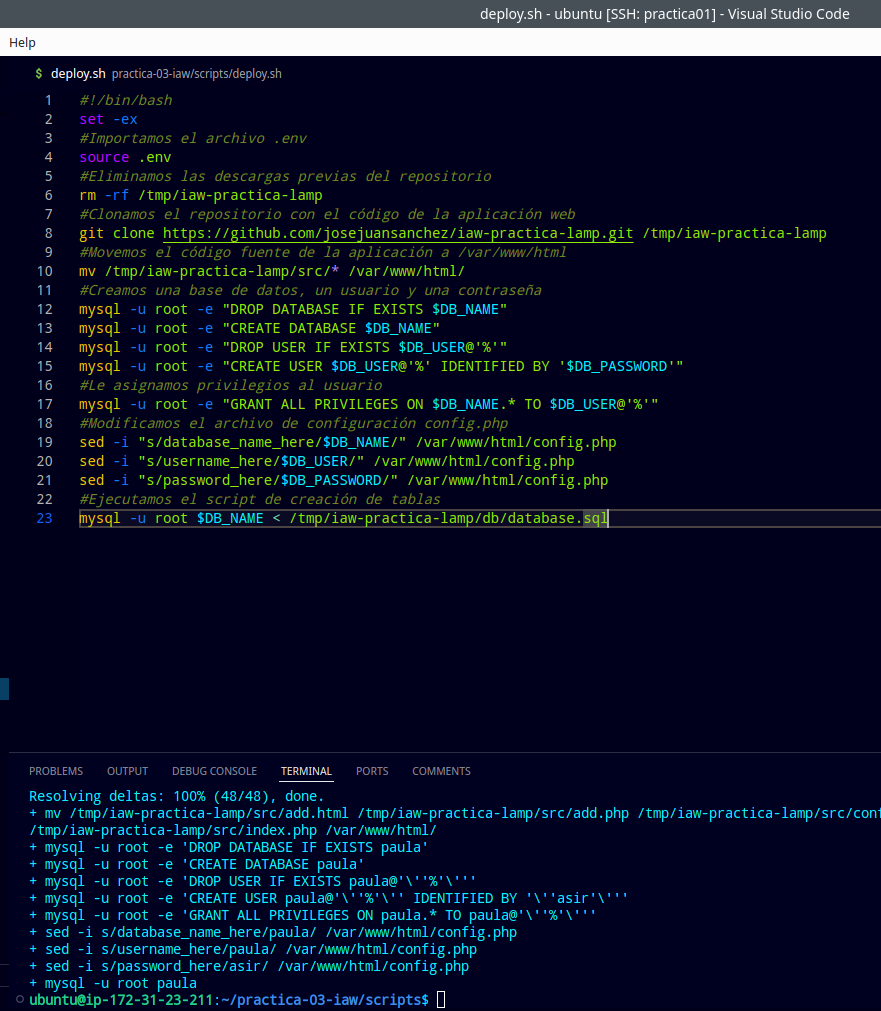 deploy.sh - ubuntu [SSH: practica01] - Visual Studio Code
Help
$ deploy.sh practica-03-iaw/scripts/deploy.sh
1 #!/bin/bash
2 set -ex
3 #Importamos el archivo .env
4 source .env
5 #Eliminamos las descargas previas del repositorio
6 rm -rf /tmp/iaw-practica-lamp
7 #Clonamos el repositorio con el código de la aplicación web
8 git clone https://github.com/josejuansanchez/iaw-practica-lamp.git /tmp/iaw-practica-lamp
9 #Movemos el código fuente de la aplicación a /var/www/html
10 mv /tmp/iaw-practica-lamp/src/* /var/www/html/
11 #Creamos una base de datos, un usuario y una contraseña
12 mysql -u root -e "DROP DATABASE IF EXISTS $DB_NAME"
13 mysql -u root -e "CREATE DATABASE $DB_NAME"
14 mysql -u root -e "DROP USER IF EXISTS $DB_USER@'%'"
15 mysql -u root -e "CREATE USER $DB_USER@'%' IDENTIFIED BY '$DB_PASSWORD'"
16 #Le asignamos privilegios al usuario
17 mysql -u root -e "GRANT ALL PRIVILEGES ON $DB_NAME.* TO $DB_USER@'%'"
18 #Modificamos el archivo de configuración config.php
19 sed -i "s/database_name_here/$DB_NAME/" /var/www/html/config.php
20 sed -i "s/username_here/$DB_USER/" /var/www/html/config.php
21 sed -i "s/password_here/$DB_PASSWORD/" /var/www/html/config.php
22 #Ejecutamos el script de creación de tablas
23 mysql -u root $DB_NAME < /tmp/iaw-practica-lamp/db/database.sql
PROBLEMS OUTPUT DEBUG CONSOLE TERMINAL PORTS COMMENTS
Resolving deltas: 100% (48/48), done.
+ mv /tmp/iaw-practica-lamp/src/add.html /tmp/iaw-practica-lamp/src/add.php /tmp/iaw-practica-lamp/src/conf
/tmp/iaw-practica-lamp/src/index.php /var/www/html/
+ mysql -u root -e 'DROP DATABASE IF EXISTS paula'
+ mysql -u root -e 'CREATE DATABASE paula'
+ mysql -u root -e 'DROP USER IF EXISTS paula@'\''%'\'''
+ mysql -u root -e 'CREATE USER paula@'\''%'\'' IDENTIFIED BY '\''asir'\'''
+ mysql -u root -e 'GRANT ALL PRIVILEGES ON paula.* TO paula@'\''%'\'''
+ sed -i s/database_name_here/paula/ /var/www/html/config.php
+ sed -i s/username_here/paula/ /var/www/html/config.php
+ sed -i s/password_here/asir/ /var/www/html/config.php
+ mysql -u root paula
ubuntu@ip-172-31-23-211:~/practica-03-iaw/scripts$